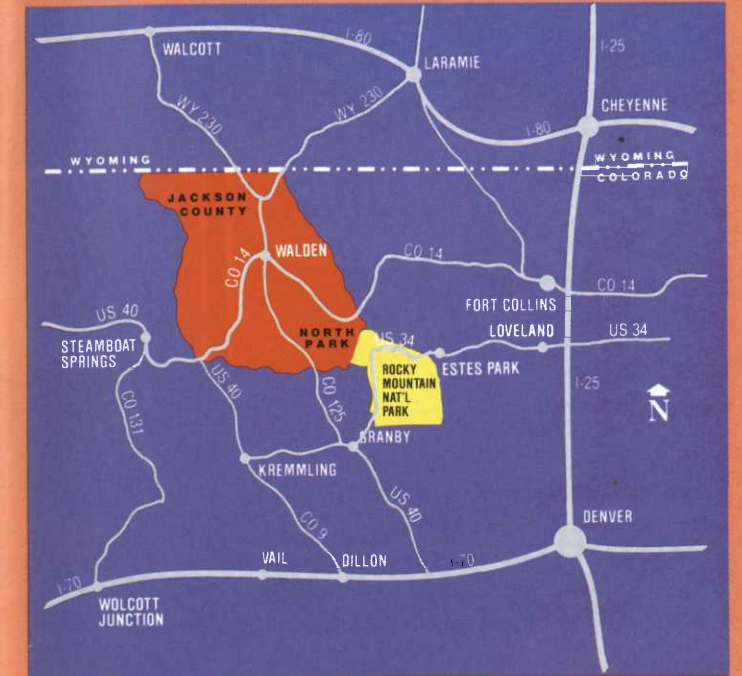 I-80
I-25
WALCOTT
LARAMIE
WY 230
WY 230
CHEYENNE
I-80
WYOMING
WYOMING
COLORADO
JACKSON
COUNTY
WALDEN
CO 14
CO 14
CO 14
FORT COLLINS
US 40
NORTH
PARK
US 34
LOVELAND
US 34
STEAMBOAT
SPRINGS
ESTES PARK
ROCKY
MOUNTAIN
NAT'L
PARK
US 40
CO 125
I-25
CO 131
N
GRANBY
KREMMLING
US 40
CO 9
DENVER
VAIL
DILLON
I-70
I-70
WOLCOTT
JUNCTION